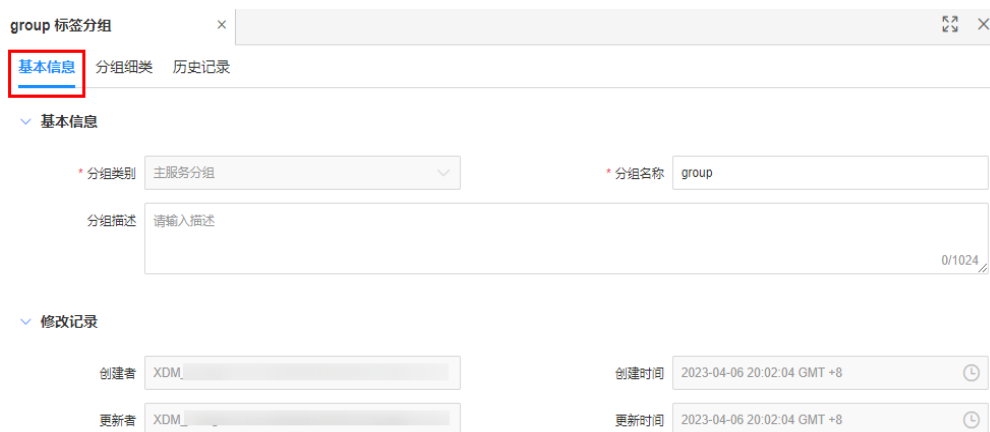 group 标签分组
基本信息 分组细类 历史记录
基本信息
* 分组类别 主服务分组 * 分组名称 group
分组描述 请输入描述
0/1024
修改记录
创建者 XDM_ 创建时间 2023-04-06 20:02:04 GMT +8
更新者 XDM_ 更新时间 2023-04-06 20:02:04 GMT +8